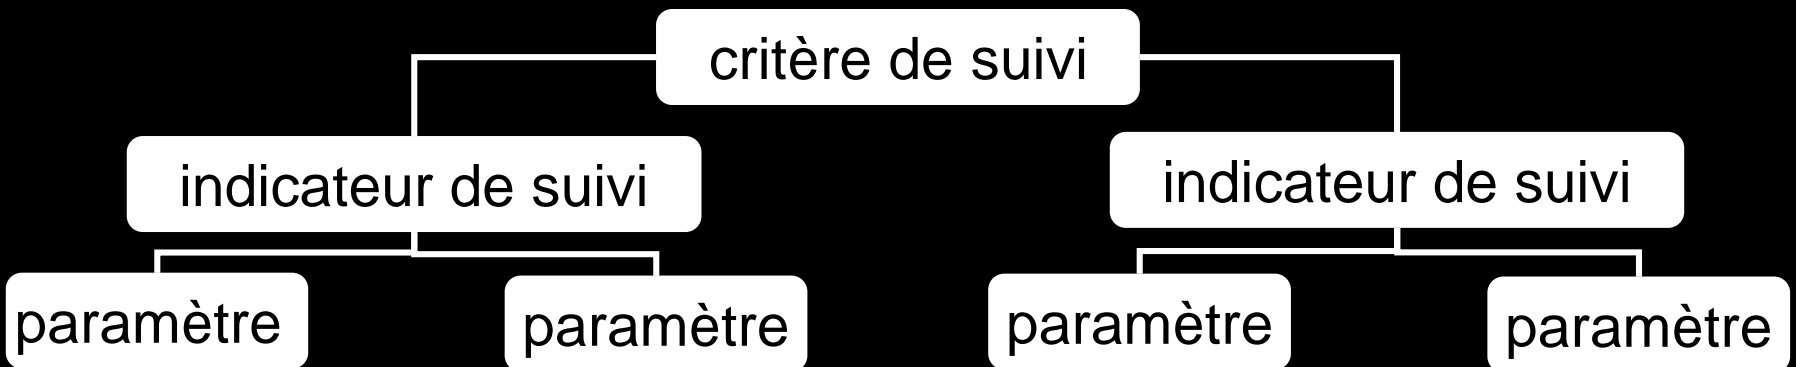 critère de suivi
indicateur de suivi
indicateur de suivi
paramètre
paramètre
paramètre
paramètre